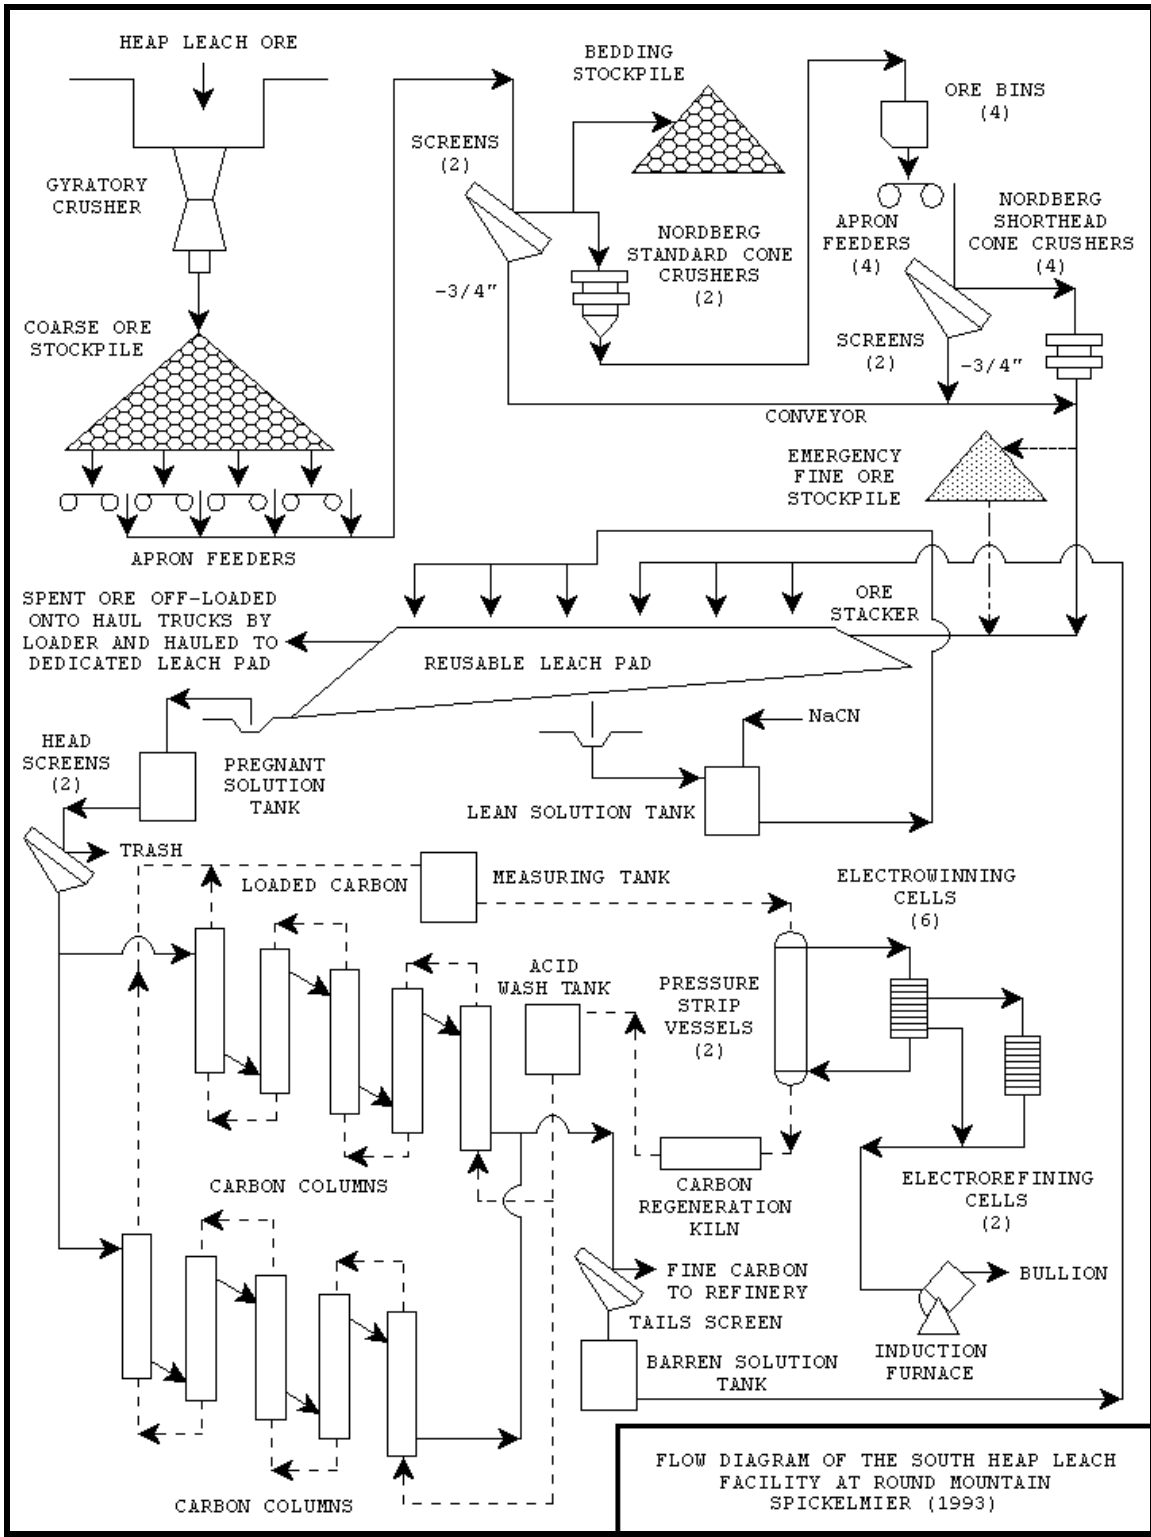 HEAP LEACH ORE
BEDDING
STOCKPILE
ORE BINS
(4)
SCREENS
(2)
GYRATORY
CRUSHER
NORDBERG
STANDARD CONE
CRUSHERS
(2)
APRON
FEEDERS
(4)
NORDBERG
SHORTHEAD
CONE CRUSHERS
(4)
-3/4"
COARSE ORE
STOCKPILE
SCREENS
(2)
-3/4"
CONVEYOR
EMERGENCY
FINE ORE
STOCKPILE
APRON FEEDERS
SPENT ORE OFF-LOADED
ONTO HAUL TRUCKS BY
LOADER AND HAULED TO
DEDICATED LEACH PAD
ORE
STACKER
REUSABLE LEACH PAD
NaCN
HEAD
SCREENS
(2)
PREGNANT
SOLUTION
TANK
LEAN SOLUTION TANK
TRASH
LOADED CARBON
MEASURING TANK
ELECTROWINNING
CELLS
(6)
ACID
WASH TANK
PRESSURE
STRIP
VESSELS
(2)
CARBON COLUMNS
CARBON
REGENERATION
KILN
ELECTROREFINING
CELLS
(2)
FINE CARBON
TO REFINERY
BULLION
TAILS SCREEN
INDUCTION
FURNACE
BARREN SOLUTION
TANK
CARBON COLUMNS
FLOW DIAGRAM OF THE SOUTH HEAP LEACH
FACILITY AT ROUND MOUNTAIN
SPICKELMIER (1993)